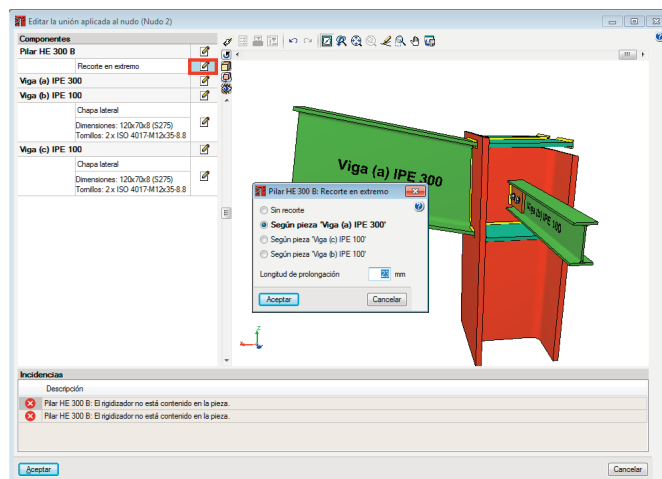 Editar la unión aplicada al nudo (Nudo 2)
Componentes
Pilar HE 300 B
Recorte en extremo
Viga (a) IPE 300
Viga (b) IPE 100
Chapa lateral
Dimensiones: 120x70x8 (S275)
Tornillos: 2 x ISO 4017-M12x35-8.8
Viga (c) IPE 100
Chapa lateral
Dimensiones: 120x70x8 (S275)
Tornillos: 2 x ISO 4017-M12x35-8.8
Viga (a) IPE 300
Viga (b) IPE 100
Pilar HE 300 B: Recorte en extremo
Sin recorte
Según pieza 'Viga (a) IPE 300'
Según pieza 'Viga (c) IPE 100'
Según pieza 'Viga (b) IPE 100'
Longitud de prolongación 23 mm
Aceptar Cancelar
z
x
Incidencias
Descripción
Pilar HE 300 B: El rigidizador no está contenido en la pieza.
Pilar HE 300 B: El rigidizador no está contenido en la pieza.
Aceptar Cancelar